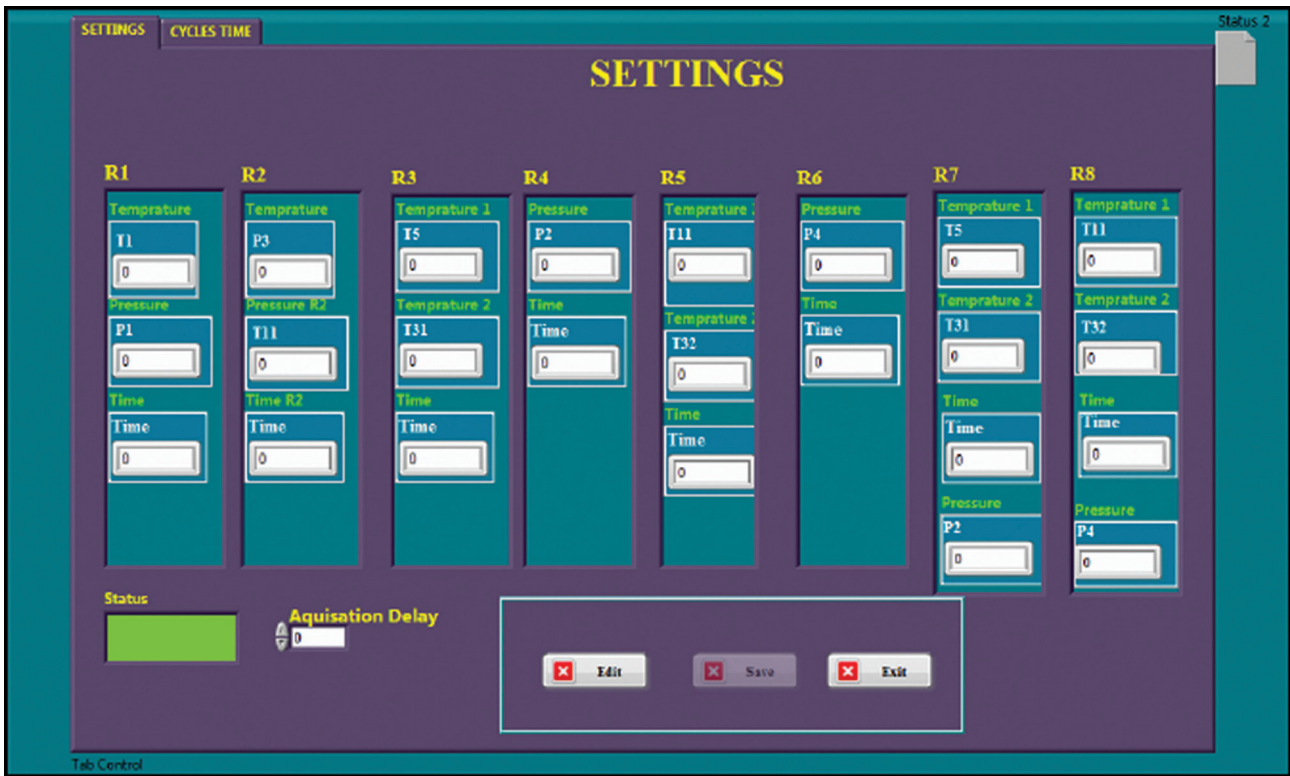 SETTINGS CYCLES TIME
Status 2
SETTINGS
R1
Temprature
T1
0
Pressure
P1
0
Time
Time
0
R2
Temprature
P3
0
Pressure R2
T11
0
Time R2
Time
0
R3
Temprature 1
T5
0
Temprature 2
T31
0
Time
Time
0
R4
Pressure
P2
0
Time
Time
0
R5
Temprature
T11
0
Temprature
T32
0
Time
Time
0
R6
Pressure
P4
0
Time
Time
0
R7
Temprature 1
T5
0
Temprature 2
T31
0
Time
Time
0
Pressure
P2
0
R8
Temprature 1
T11
0
Temprature 2
T32
0
Time
Time
0
Pressure
P4
0
Status
Aquisation Delay
0
Edit Save Exit
Tab Control